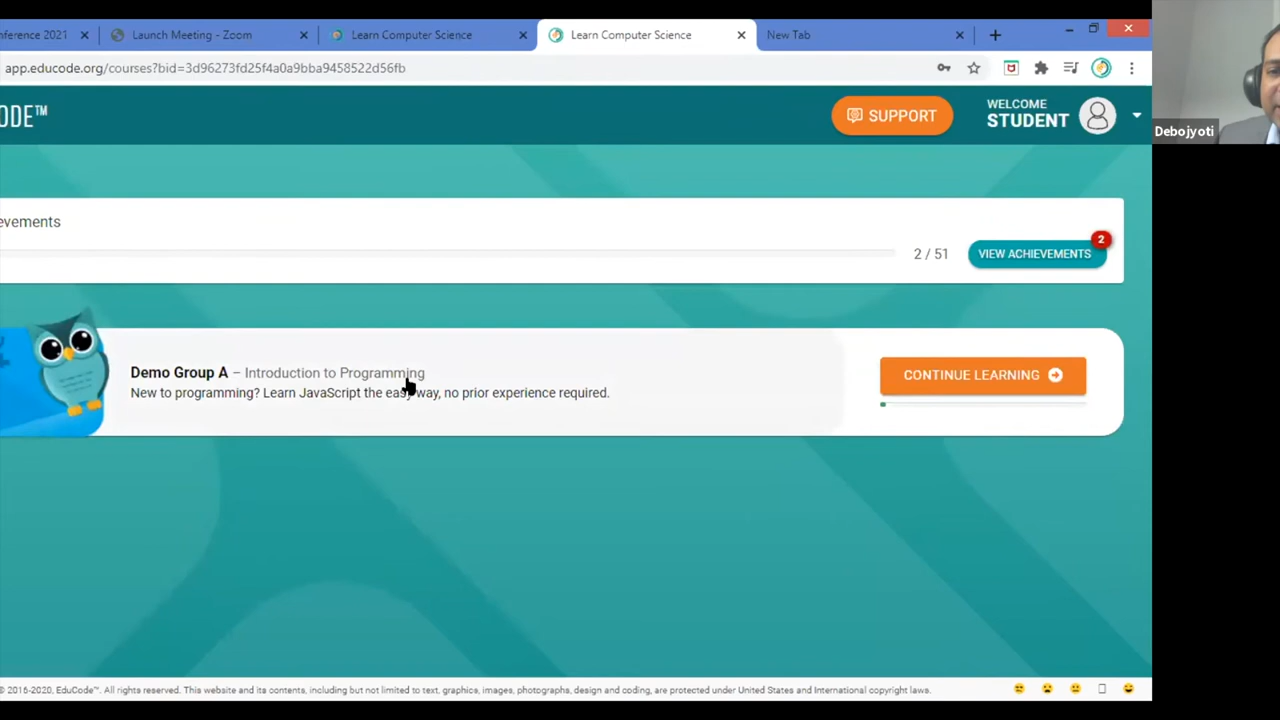 nference 2021
Launch Meeting - Zoom
Learn Computer Science
Learn Computer Science
New Tab
app.educode.org/courses?bid=3d96273fd25f4a0a9bba9458522d56fb
ODE™
SUPPORT
WELCOME
STUDENT
Debojyoti
evements
2 / 51
VIEW ACHIEVEMENTS
2
Demo Group A – Introduction to Programming
New to programming? Learn JavaScript the easy way, no prior experience required.
CONTINUE LEARNING
© 2016-2020, EduCode™. All rights reserved. This website and its contents, including but not limited to text, graphics, images, photographs, design and coding, are protected under United States and International copyright laws.